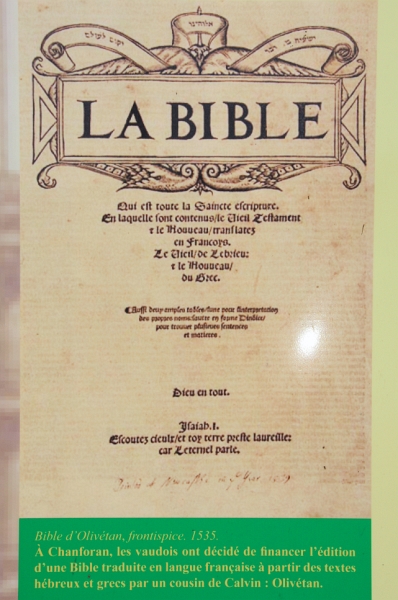 LA BIBLE
Qui est toute la Saincte escripture.
En laquelle sont contenus/le Vieil Testament
⁊ le Nouveau/translatez
en Francoys.
Le Vieil/de Lebrieu:
⁊ le Nouveau/
du Grec.
Aussi deux amples tables/lune pour linterpretation
des propres noms:lautre en forme Dindice/
pour trouver plusieurs sentences
et matieres.
Dieu en tout.
Isaiah.I.
Escoutez cieulx/et toy terre preste laureille:
car Leternel parle.
Bible d'Olivétan, frontispice. 1535.
À Chanforan, les vaudois ont décidé de financer l'édition
d'une Bible traduite en langue française à partir des textes
hébreux et grecs par un cousin de Calvin : Olivétan.